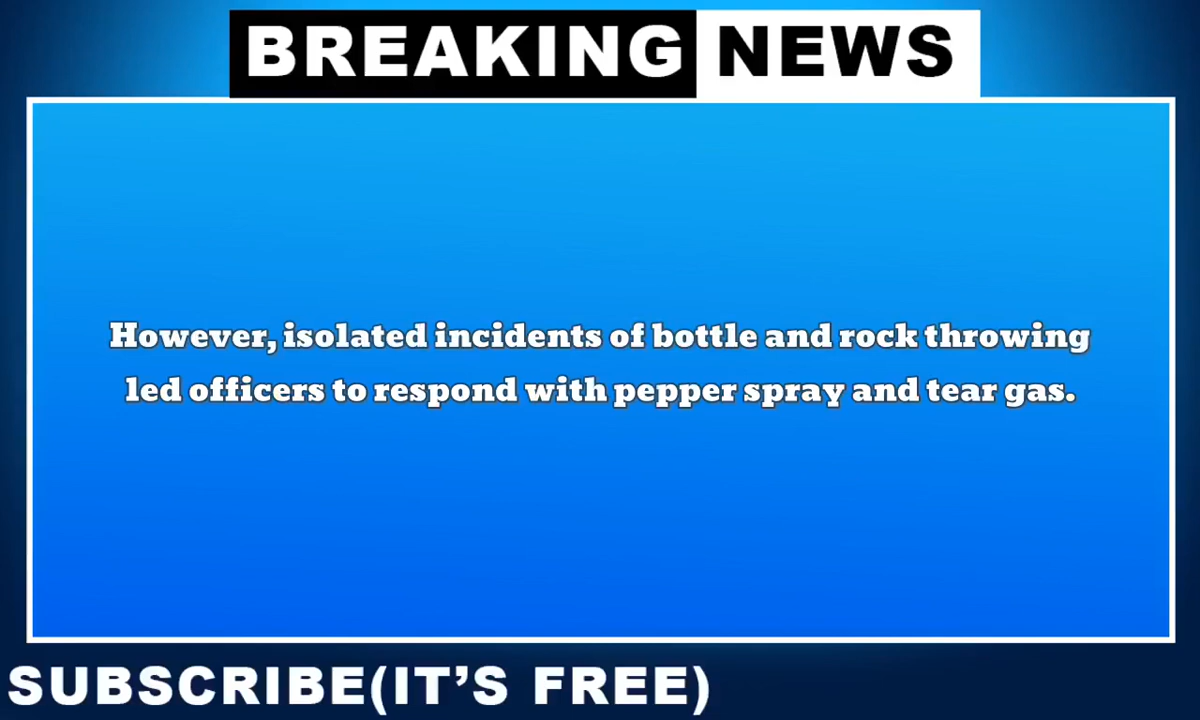 BREAKING NEWS
However, isolated incidents of bottle and rock throwing
led officers to respond with pepper spray and tear gas.
SUBSCRIBE(IT’S FREE)